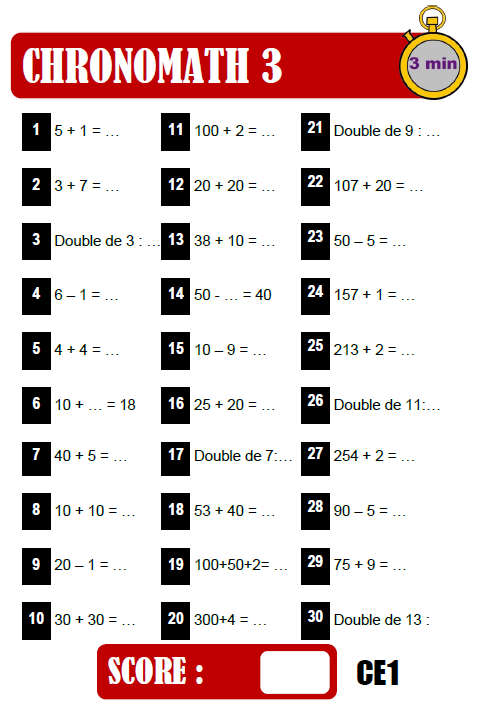 CHRONOMATH 3
3 min
1 5 + 1 = …
2 3 + 7 = …
3 Double de 3 : …
4 6 – 1 = …
5 4 + 4 = …
6 10 + … = 18
7 40 + 5 = …
8 10 + 10 = …
9 20 – 1 = …
10 30 + 30 = …
11 100 + 2 = …
12 20 + 20 = …
13 38 + 10 = …
14 50 - … = 40
15 10 – 9 = …
16 25 + 20 = …
17 Double de 7:…
18 53 + 40 = …
19 100+50+2= …
20 300+4 = …
21 Double de 9 : …
22 107 + 20 = …
23 50 – 5 = …
24 157 + 1 = …
25 213 + 2 = …
26 Double de 11:…
27 254 + 2 = …
28 90 – 5 = …
29 75 + 9 = …
30 Double de 13 :
SCORE :
CE1